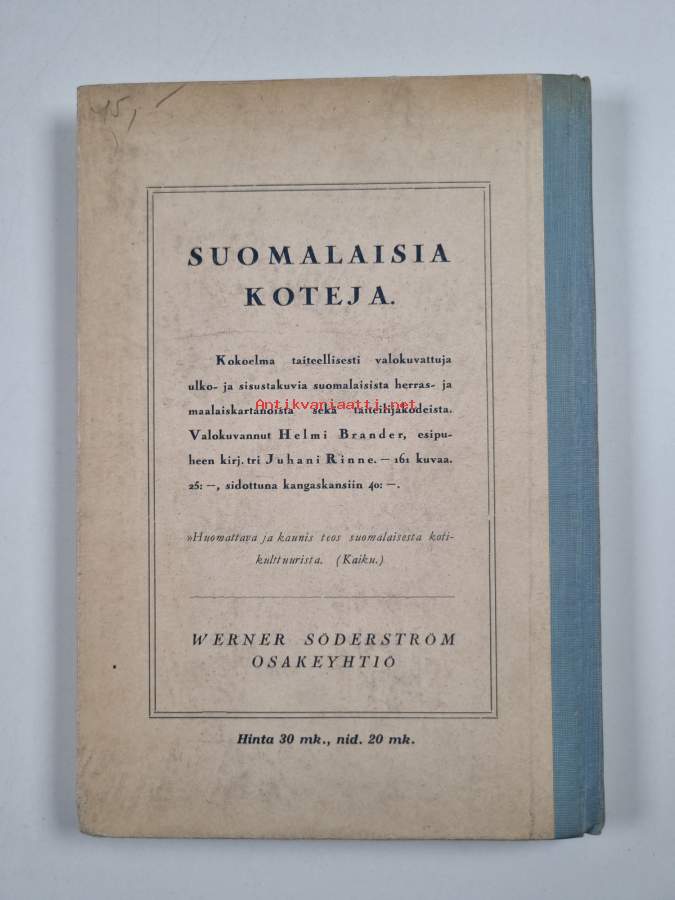 45,-
SUOMALAISIA
KOTEJA.
Kokoelma taiteellisesti valokuvattuja
ulko- ja sisustakuvia suomalaisista herras- ja
maalaiskartanoista sekä taiteilijakodeista.
Antikvariaatti.net
Valokuvannut Helmi Brander, esipu-
heen kirj. tri Juhani Rinne. — 161 kuvaa.
25: —, sidottuna kangaskansiin 40: —.
»Huomattava ja kaunis teos suomalaisesta koti-
kulttuurista. (Kaiku.)
WERNER SÖDERSTRÖM
OSAKEYHTIÖ
Hinta 30 mk., nid. 20 mk.